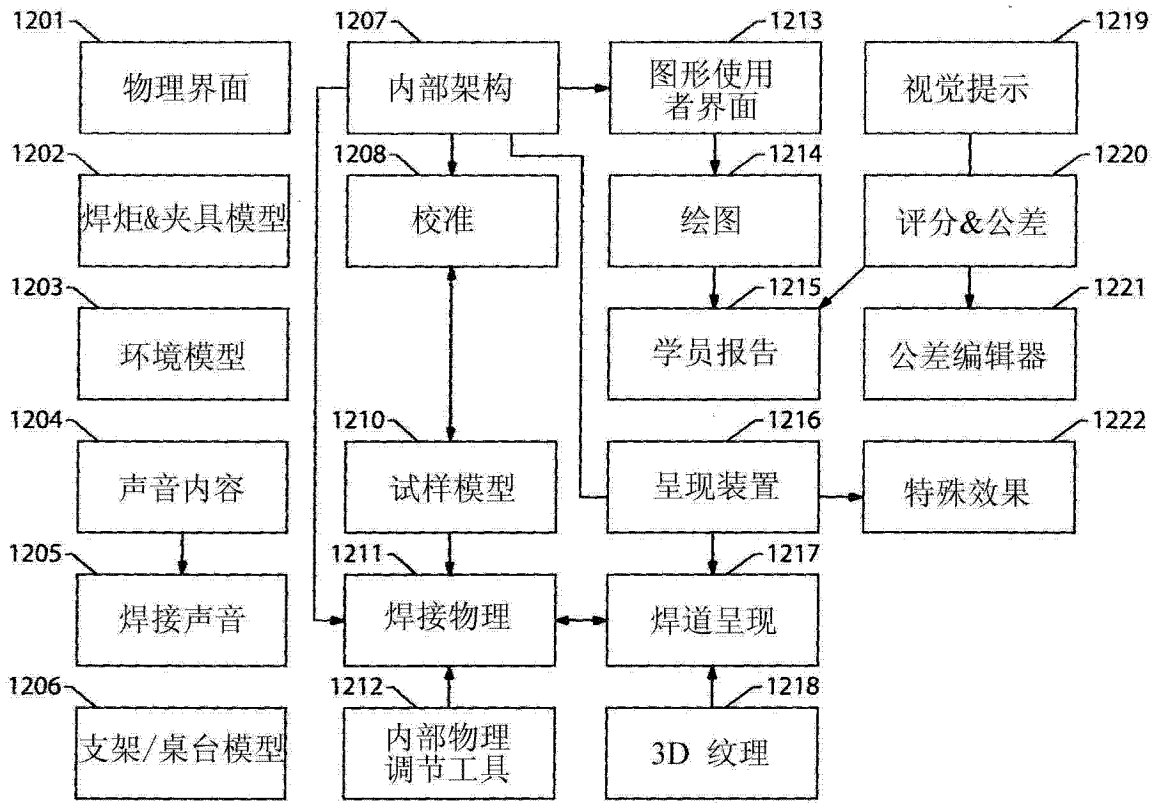 1201
物理界面
1202
焊炬&夹具模型
1203
环境模型
1204
声音内容
1205
焊接声音
1206
支架/桌台模型
1207
内部架构
1208
校准
1210
试样模型
1211
焊接物理
1212
内部物理
调节工具
1213
图形使用
者界面
1214
绘图
1215
学员报告
1216
呈现装置
1217
焊道呈现
1218
3D 纹理
1219
视觉提示
1220
评分&公差
1221
公差编辑器
1222
特殊效果